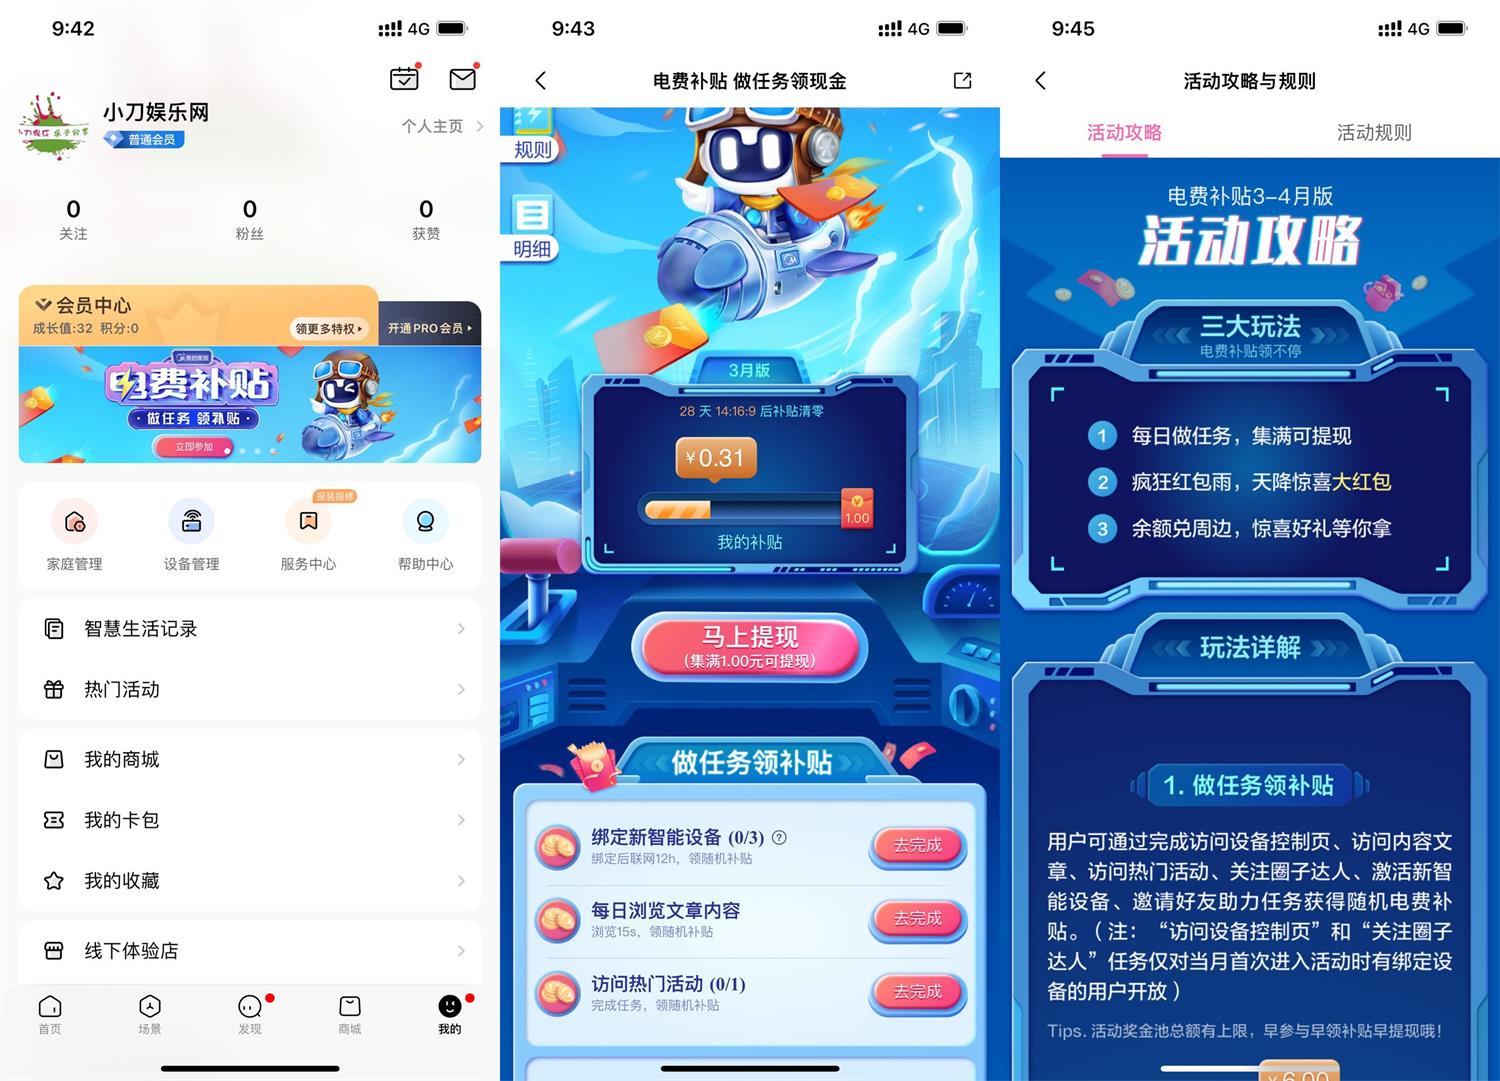 9:42
4G
小刀娱乐网
普通会员
个人主页
0
0
0
关注
粉丝
获赞
会员中心
成长值:32 积分:0
领更多特权
开通PRO会员
美的美居
电费补贴
·做任务 领补贴·
立即参加
报装报修
家庭管理
设备管理
服务中心
帮助中心
智慧生活记录
热门活动
我的商城
我的卡包
我的收藏
线下体验店
首页
场景
发现
商城
我的
9:43
4G
电费补贴 做任务领现金
规则
明细
3月版
28 天 14:16:9 后补贴清零
¥0.31
1.00
我的补贴
马上提现
(集满1.00元可提现)
做任务领补贴
绑定新智能设备 (0/3)
绑定后联网12h，领随机补贴
去完成
每日浏览文章内容
浏览15s，领随机补贴
去完成
访问热门活动 (0/1)
完成任务，领随机补贴
去完成
9:45
4G
活动攻略与规则
活动攻略
活动规则
电费补贴3-4月版
活动攻略
三大玩法
电费补贴领不停
1 每日做任务，集满可提现
2 疯狂红包雨，天降惊喜大红包
3 余额兑周边，惊喜好礼等你拿
玩法详解
1. 做任务领补贴
用户可通过完成访问设备控制页、访问内容文
章、访问热门活动、关注圈子达人、激活新智
能设备、邀请好友助力任务获得随机电费补
贴。（注：“访问设备控制页”和“关注圈子
达人”任务仅对当月首次进入活动时有绑定设
备的用户开放）
Tips. 活动奖金池总额有上限，早参与早领补贴早提现哦！
¥6.00